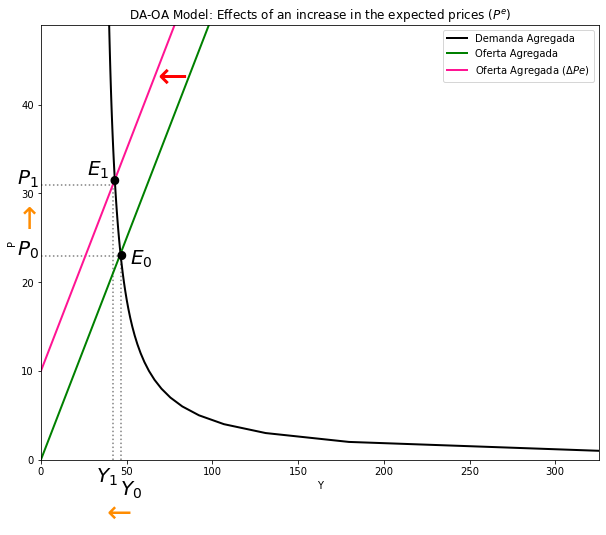 DA-OA Model: Effects of an increase in the expected prices (Pᵉ)
Demanda Agregada
Oferta Agregada
Oferta Agregada (ΔPe)
←
40
E₁
P₁
30
↑
P
P₀
E₀
20
10
0
0 50 100 150 200 250 300
Y₁
Y₀
Y
←